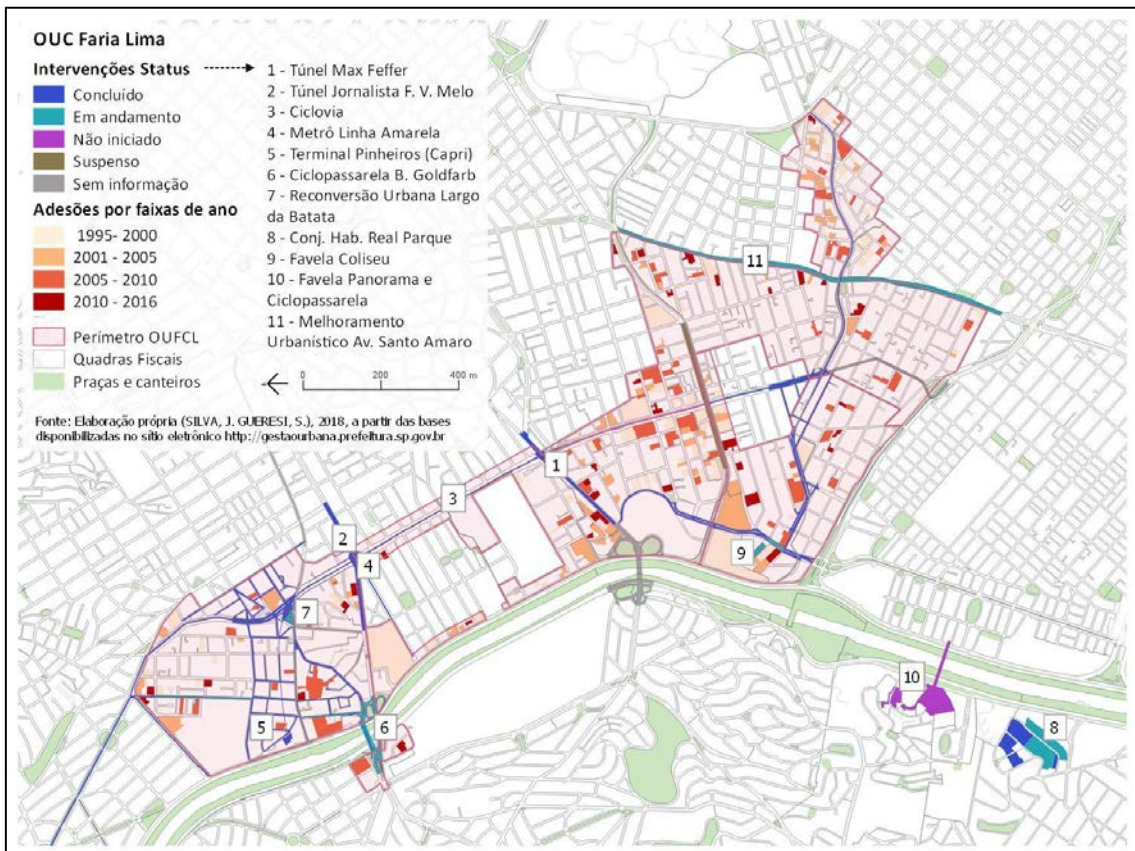 OUC Faria Lima
Intervenções Status
Concluído
Em andamento
Não iniciado
Suspenso
Sem informação
Adesões por faixas de ano
1995- 2000
2001 - 2005
2005 - 2010
2010 - 2016
Perímetro OUFCL
Quadras Fiscais
Praças e canteiros
1 - Túnel Max Feffer
2 - Túnel Jornalista F. V. Melo
3 - Ciclovia
4 - Metrô Linha Amarela
5 - Terminal Pinheiros (Capri)
6 - Ciclopassarela B. Goldfarb
7 - Reconversão Urbana Largo
da Batata
8 - Conj. Hab. Real Parque
9 - Favela Coliseu
10 - Favela Panorama e
Ciclopassarela
11 - Melhoramento
Urbanístico Av. Santo Amaro
0 200 400 m
Fonte: Elaboração própria (SILVA, J. GUERESI, S.), 2018, a partir das bases
disponibilizadas no sítio eletrônico http://gestaourbana.prefeitura.sp.gov.br
11
1
3
2
4
9
7
10
5
6
8